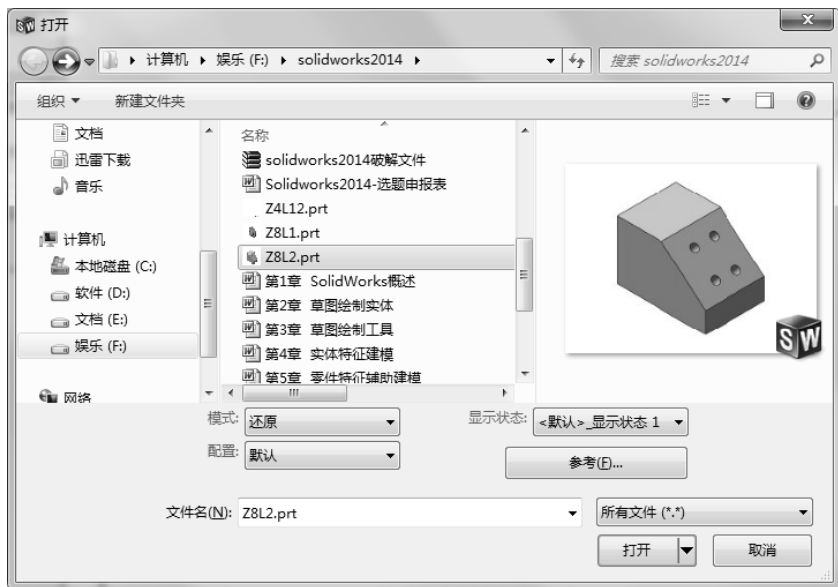 SW 打开
计算机 娱乐 (F:) solidworks2014 搜索 solidworks2014
组织 新建文件夹
文档
迅雷下载
音乐
计算机
本地磁盘 (C:)
软件 (D:)
文档 (E:)
娱乐 (F:)
网络
名称
solidworks2014破解文件
Solidworks2014-选题申报表
Z4L12.prt
Z8L1.prt
Z8L2.prt
第1章 SolidWorks概述
第2章 草图绘制实体
第3章 草图绘制工具
第4章 实体特征建模
第5章 零件特征辅助建模
SW
模式: 还原 显示状态: <默认>_显示状态 1
配置: 默认 参考(F)...
文件名(N): Z8L2.prt 所有文件 (*.*)
打开 取消